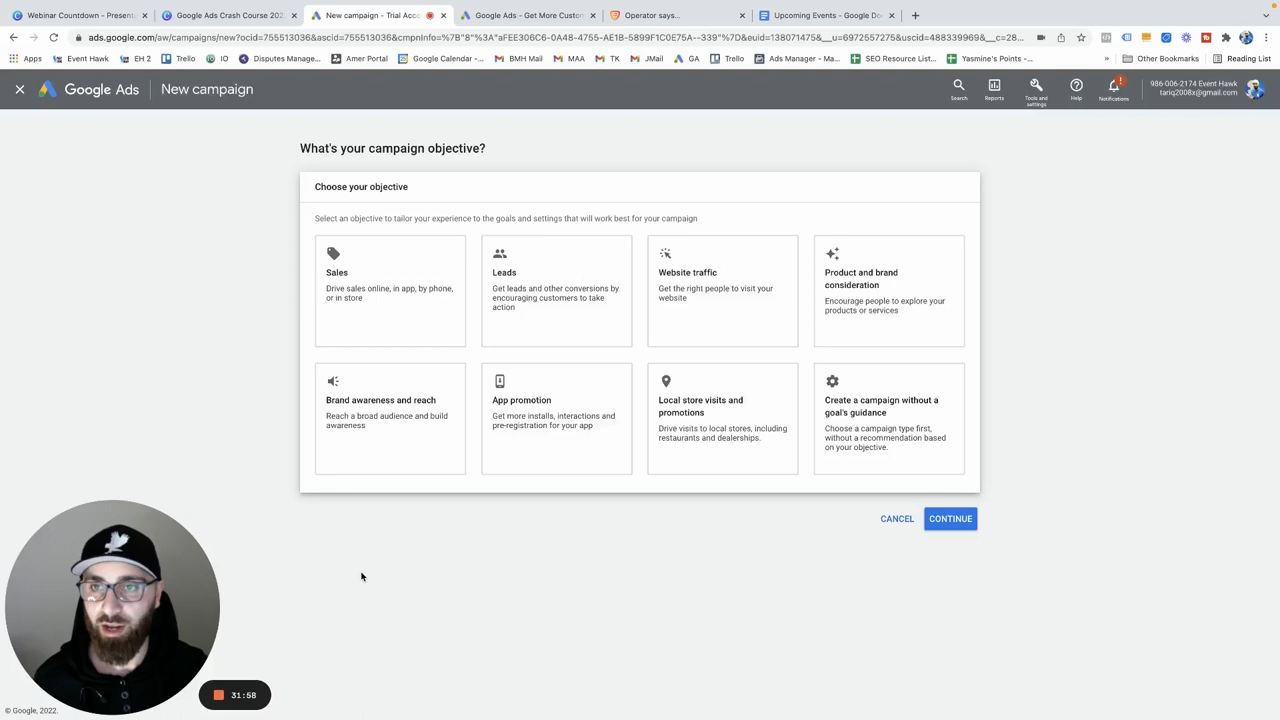 Webinar Countdown - Presenta
Google Ads Crash Course 202
New campaign - Trial Acce
Google Ads - Get More Custom
Operator says...
Upcoming Events - Google Do
ads.google.com/aw/campaigns/new?ocid=755513036&ascid=755513036&cmpnInfo=%7B"8"%3A"aFEE306C6-0A48-4755-AE1B-5899F1C0E75A--339"%7D&euid=138071475&__u=6972557275&uscid=488339969&__c=28...
Apps
Event Hawk
EH 2
Trello
IO
Disputes Manage...
Amer Portal
Google Calendar -...
BMH Mail
MAA
TK
JMail
GA
Trello
Ads Manager - Ma...
SEO Resource List...
Yasmine's Points -...
»
Other Bookmarks
Reading List
Google Ads
New campaign
Search
Reports
Tools and
settings
Help
!
Notifications
986-006-2174 Event Hawk
tariq2008x@gmail.com
What's your campaign objective?
Choose your objective
Select an objective to tailor your experience to the goals and settings that will work best for your campaign
Sales
Drive sales online, in app, by phone,
or in store
Leads
Get leads and other conversions by
encouraging customers to take
action
Website traffic
Get the right people to visit your
website
Product and brand
consideration
Encourage people to explore your
products or services
Brand awareness and reach
Reach a broad audience and build
awareness
App promotion
Get more installs, interactions and
pre-registration for your app
Local store visits and
promotions
Drive visits to local stores, including
restaurants and dealerships.
Create a campaign without a
goal's guidance
Choose a campaign type first,
without a recommendation based
on your objective.
CANCEL
CONTINUE
31:58
© Google, 2022.